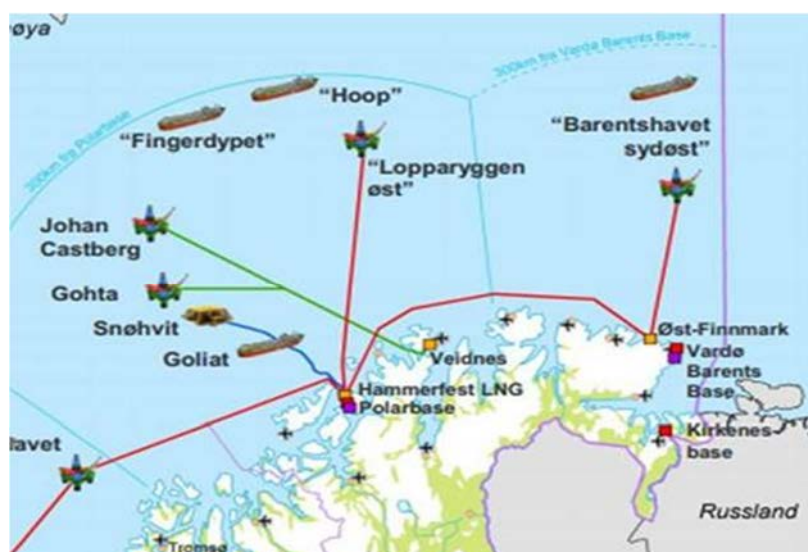 øya
300km fra Vardø Barents Base
"Hoop"
"Fingerdypet"
"Barentshavet
sydøst"
"Lopparyggen
øst"
300km fra Polarbase
Johan
Castberg
Gohta
Snøhvit
Goliat
Veidnes
Øst-Finnmark
Vardø
Barents
Base
Hammerfest LNG
Polarbase
Kirkenes
base
avet
Russland
Tromsø